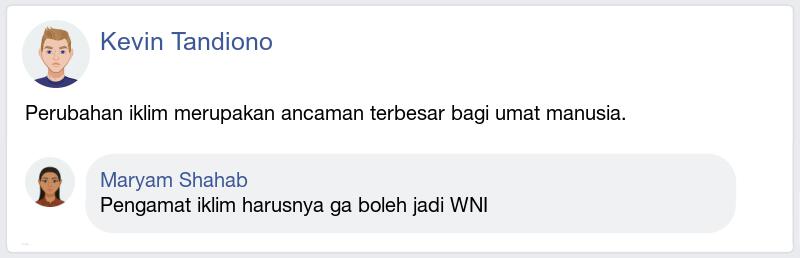 Kevin Tandiono
Perubahan iklim merupakan ancaman terbesar bagi umat manusia.
Maryam Shahab
Pengamat iklim harusnya ga boleh jadi WNI